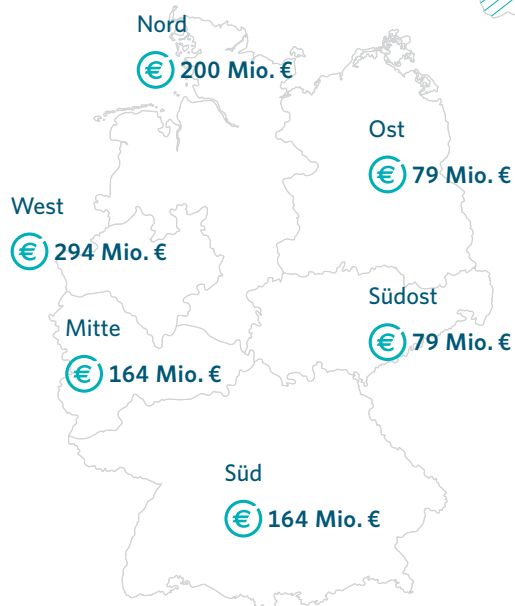 Nord
€ 200 Mio. €
Ost
€ 79 Mio. €
West
€ 294 Mio. €
Südost
€ 79 Mio. €
Mitte
€ 164 Mio. €
Süd
€ 164 Mio. €